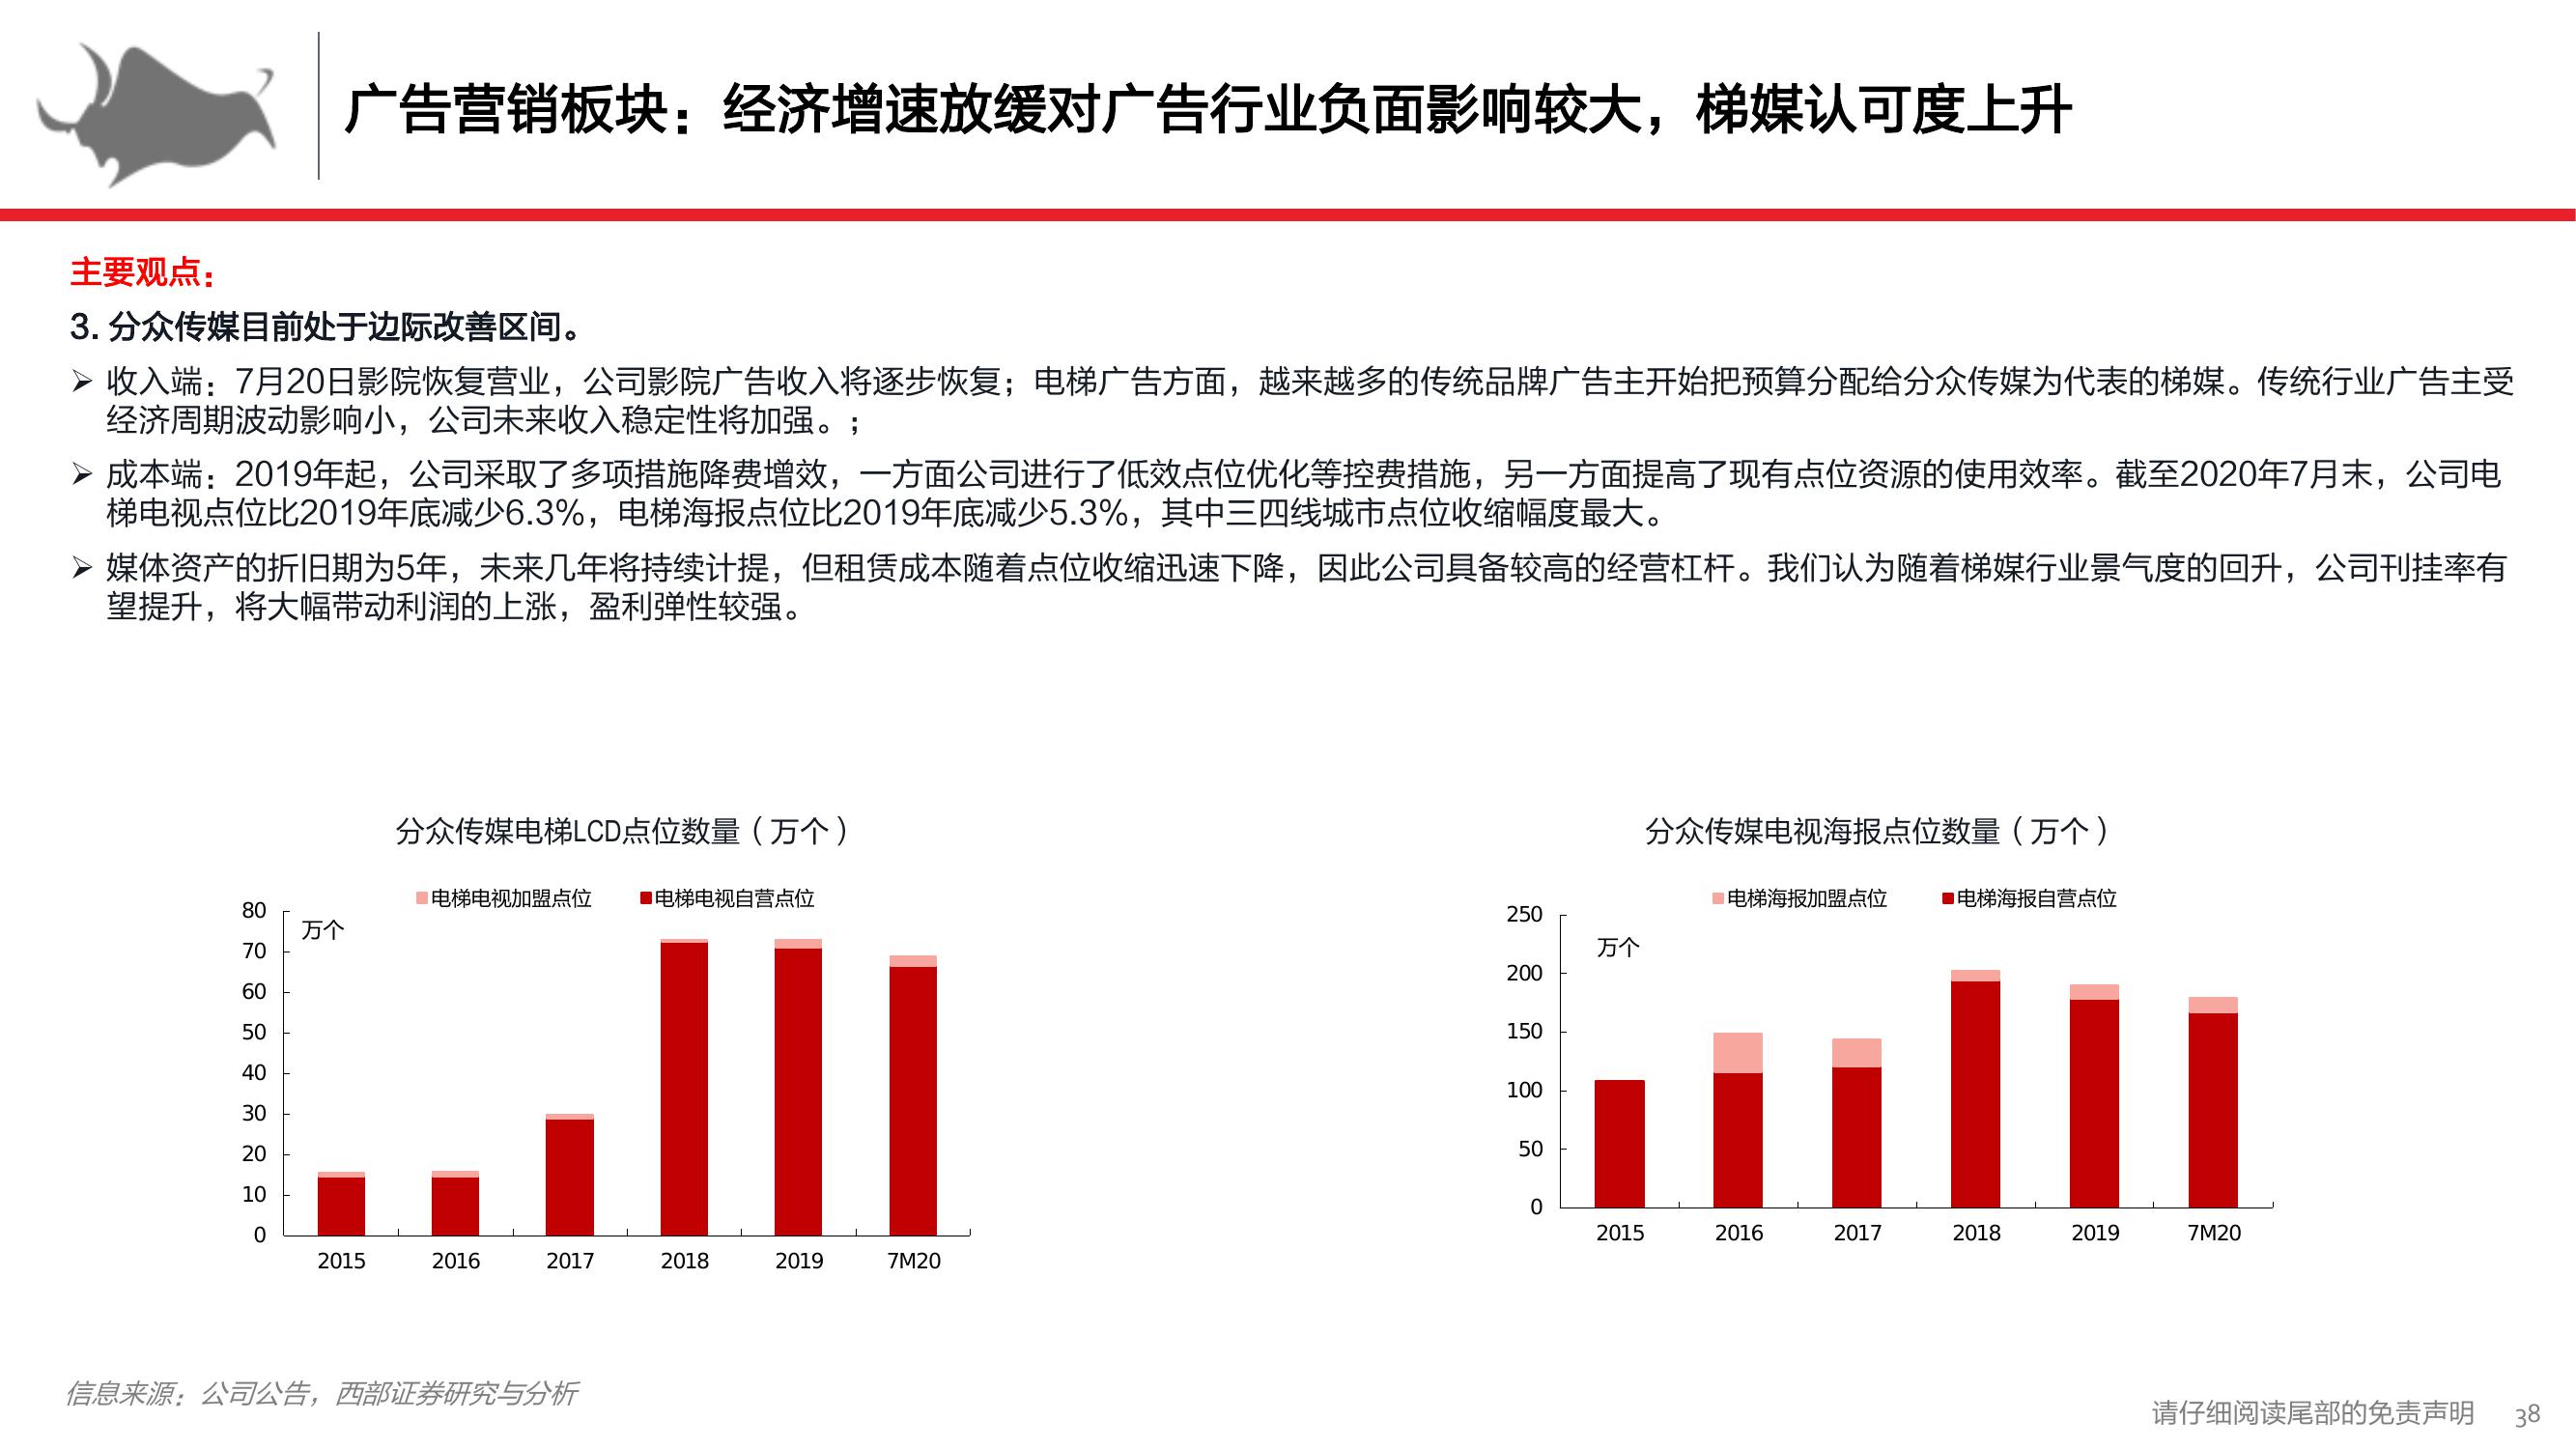 广告营销板块：经济增速放缓对广告行业负面影响较大，梯媒认可度上升
主要观点：
3. 分众传媒目前处于边际改善区间。
➢ 收入端：7月20日影院恢复营业，公司影院广告收入将逐步恢复；电梯广告方面，越来越多的传统品牌广告主开始把预算分配给分众传媒为代表的梯媒。传统行业广告主受
经济周期波动影响小，公司未来收入稳定性将加强。；
➢ 成本端：2019年起，公司采取了多项措施降费增效，一方面公司进行了低效点位优化等控费措施，另一方面提高了现有点位资源的使用效率。截至2020年7月末，公司电
梯电视点位比2019年底减少6.3%，电梯海报点位比2019年底减少5.3%，其中三四线城市点位收缩幅度最大。
➢ 媒体资产的折旧期为5年，未来几年将持续计提，但租赁成本随着点位收缩迅速下降，因此公司具备较高的经营杠杆。我们认为随着梯媒行业景气度的回升，公司刊挂率有
望提升，将大幅带动利润的上涨，盈利弹性较强。
分众传媒电梯LCD点位数量（万个）
电梯电视加盟点位 电梯电视自营点位
万个
80
70
60
50
40
30
20
10
0
2015 2016 2017 2018 2019 7M20
分众传媒电视海报点位数量（万个）
电梯海报加盟点位 电梯海报自营点位
万个
250
200
150
100
50
0
2015 2016 2017 2018 2019 7M20
信息来源：公司公告，西部证券研究与分析
请仔细阅读尾部的免责声明 38